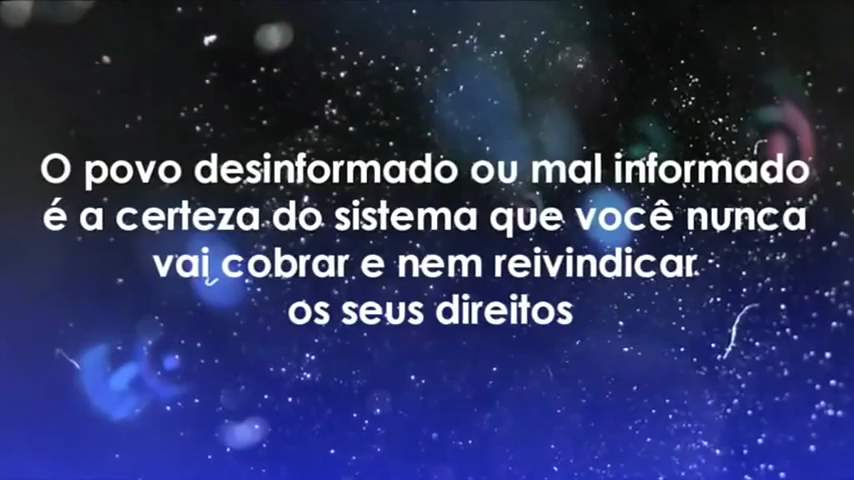 O povo desinformado ou mal informado
é a certeza do sistema que você nunca
vai cobrar e nem reivindicar
os seus direitos